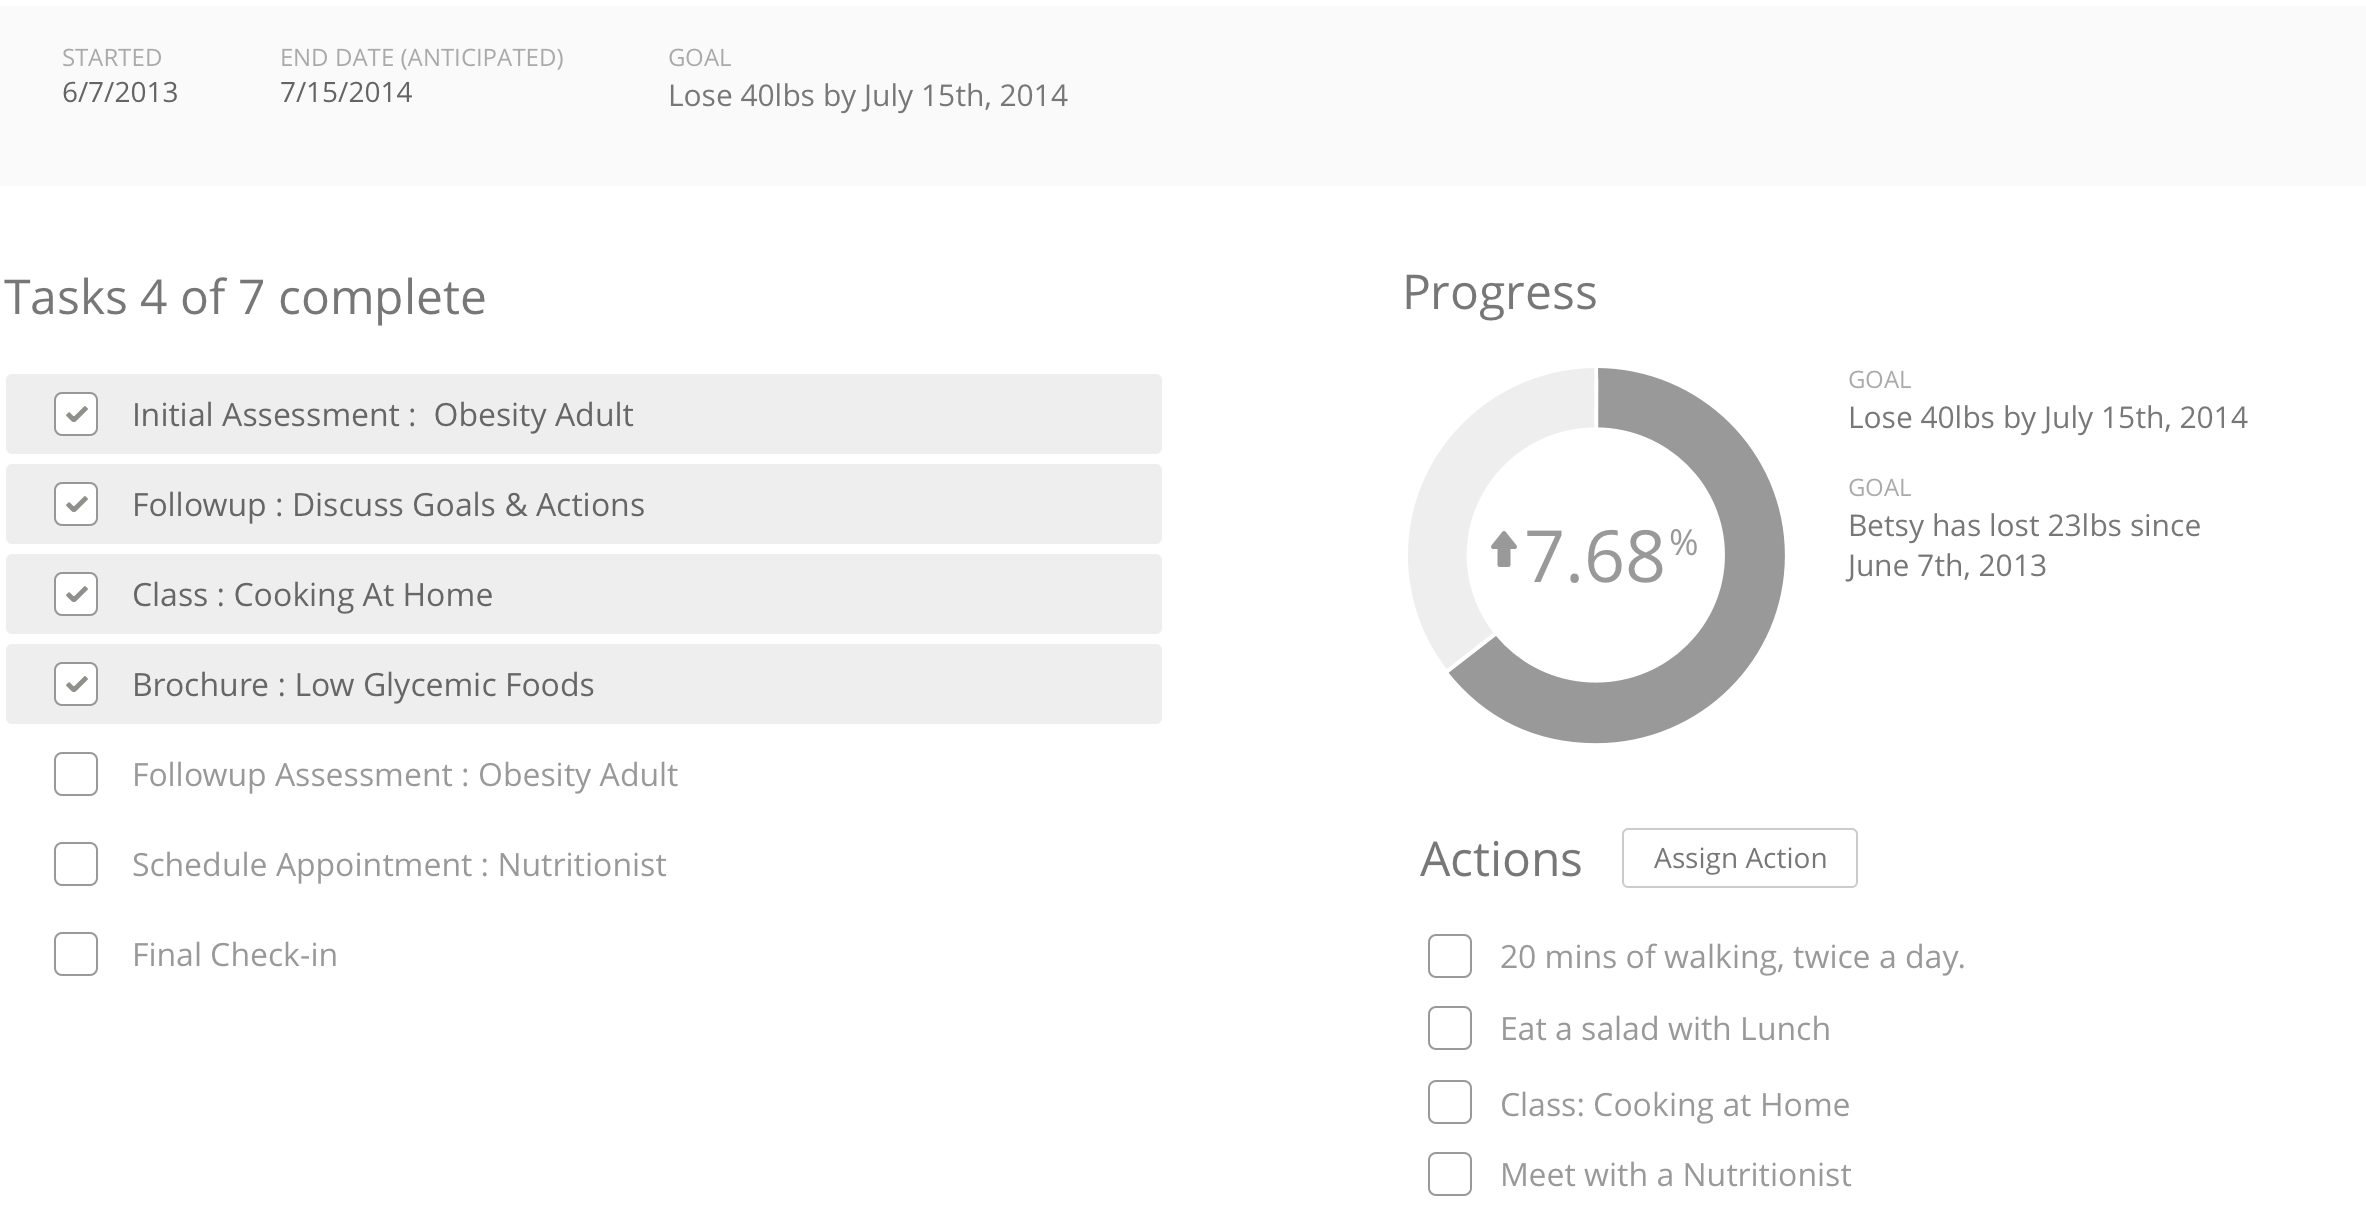 STARTED
6/7/2013
END DATE (ANTICIPATED)
7/15/2014
GOAL
Lose 40lbs by July 15th, 2014
Tasks 4 of 7 complete
Initial Assessment :  Obesity Adult
Followup : Discuss Goals & Actions
Class : Cooking At Home
Brochure : Low Glycemic Foods
Followup Assessment : Obesity Adult
Schedule Appointment : Nutritionist
Final Check-in
Progress
7.68%
GOAL
Lose 40lbs by July 15th, 2014
GOAL
Betsy has lost 23lbs since
June 7th, 2013
Actions
Assign Action
20 mins of walking, twice a day.
Eat a salad with Lunch
Class: Cooking at Home
Meet with a Nutritionist